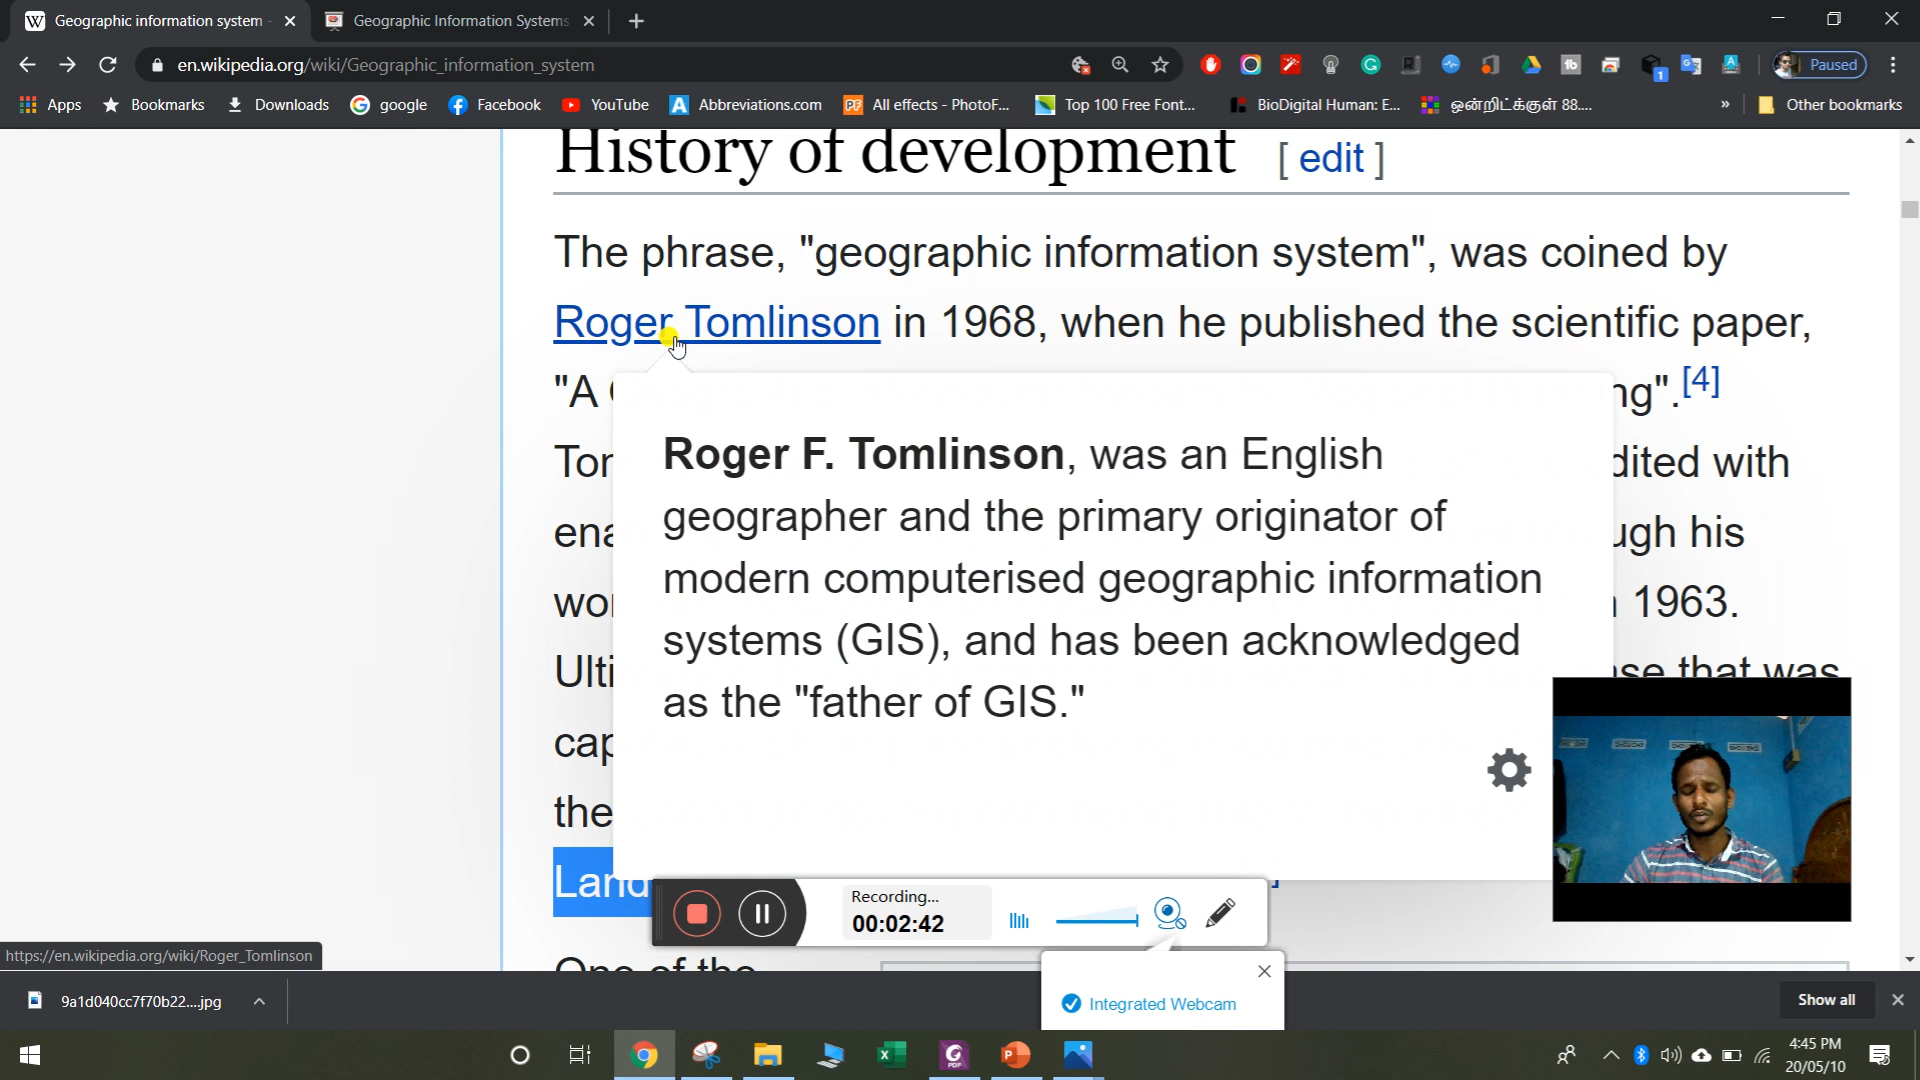 Geographic information system -
Geographic Information Systems
en.wikipedia.org/wiki/Geographic_information_system
Paused
Apps
Bookmarks
Downloads
google
Facebook
YouTube
Abbreviations.com
All effects - PhotoF...
Top 100 Free Font...
BioDigital Human: E...
ஒன்றிட்க்குள் 88....
»
Other bookmarks
History of development [ edit ]
The phrase, "geographic information system", was coined by
Roger Tomlinson in 1968, when he published the scientific paper,
"A
ng".[4]
Roger F. Tomlinson, was an English
geographer and the primary originator of
modern computerised geographic information
systems (GIS), and has been acknowledged
as the "father of GIS."
dited with
ugh his
1963.
that was
the
Land
Recording...
00:02:42
One of the
https://en.wikipedia.org/wiki/Roger_Tomlinson
Integrated Webcam
9a1d040cc7f70b22....jpg
Show all
4:45 PM
20/05/10